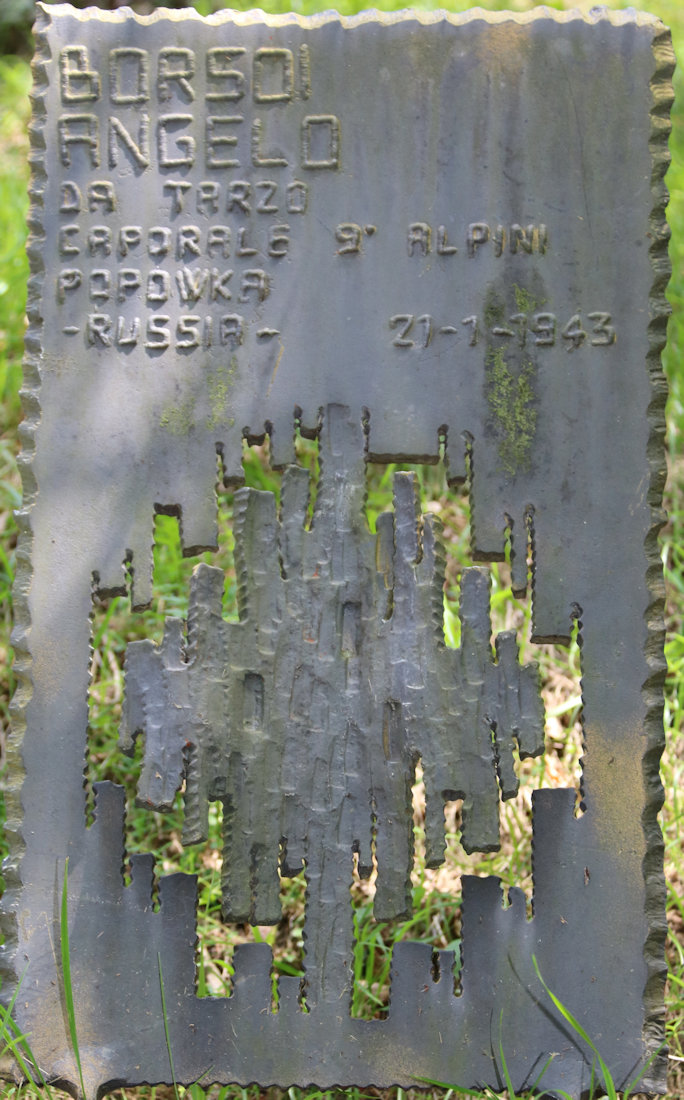 BORSOI
ANGELO
DA TARZO
CAPORALE 9° ALPINI
POPOWKA
-RUSSIA- 21-1-1943